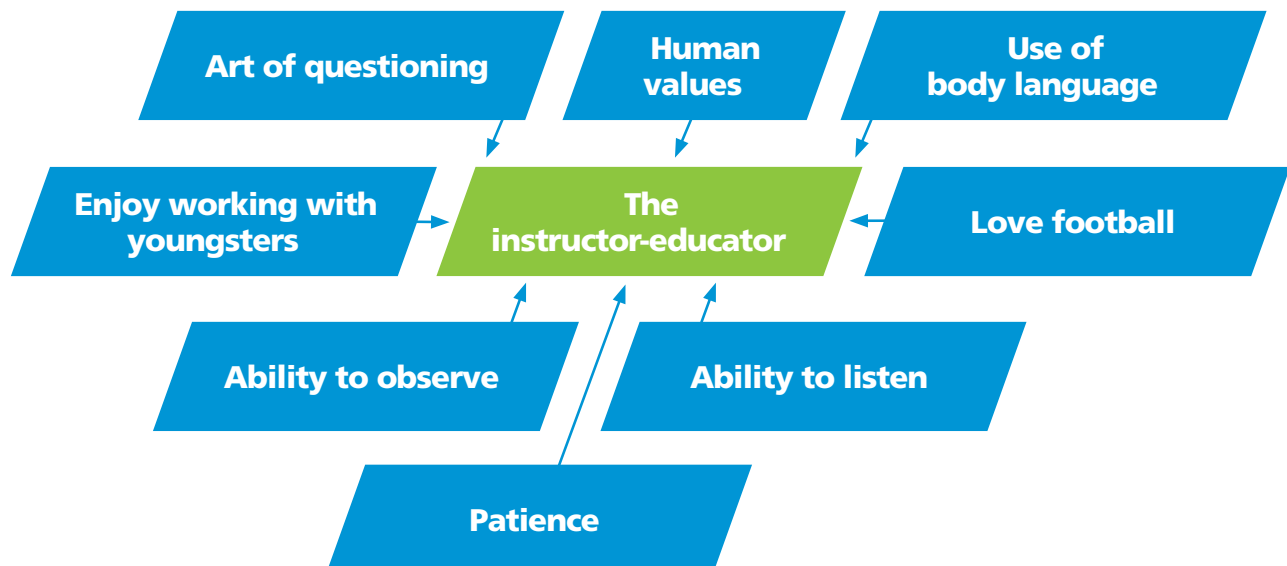 Art of questioning
Human
values
Use of
body language
Enjoy working with
youngsters
The
instructor-educator
Love football
Ability to observe
Ability to listen
Patience